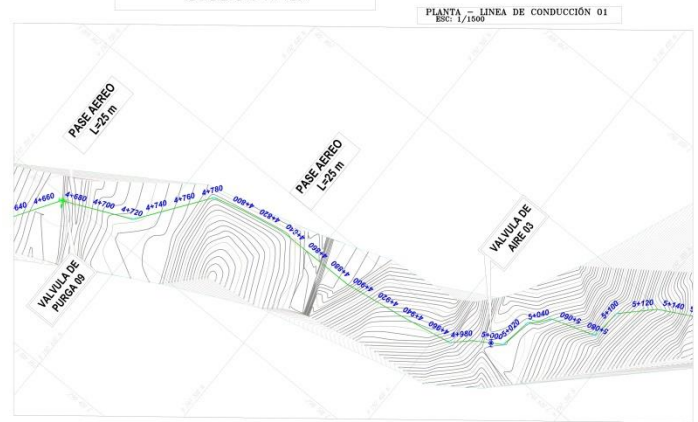 PLANTA - LINEA DE CONDUCCIÓN 01
ESC: 1/1500
PASE AEREO
L=25 m
PASE AEREO
L=25 m
VALVULA DE
AIRE 03
VALVULA DE
PURGA 09
640
4+660
4+680
4+700
4+720
4+740
4+760
4+780
4+800
4+820
4+840
4+860
4+880
4+900
4+920
4+940
4+960
4+980
5+000
5+020
5+040
5+060
5+080
5+100
5+120
5+140